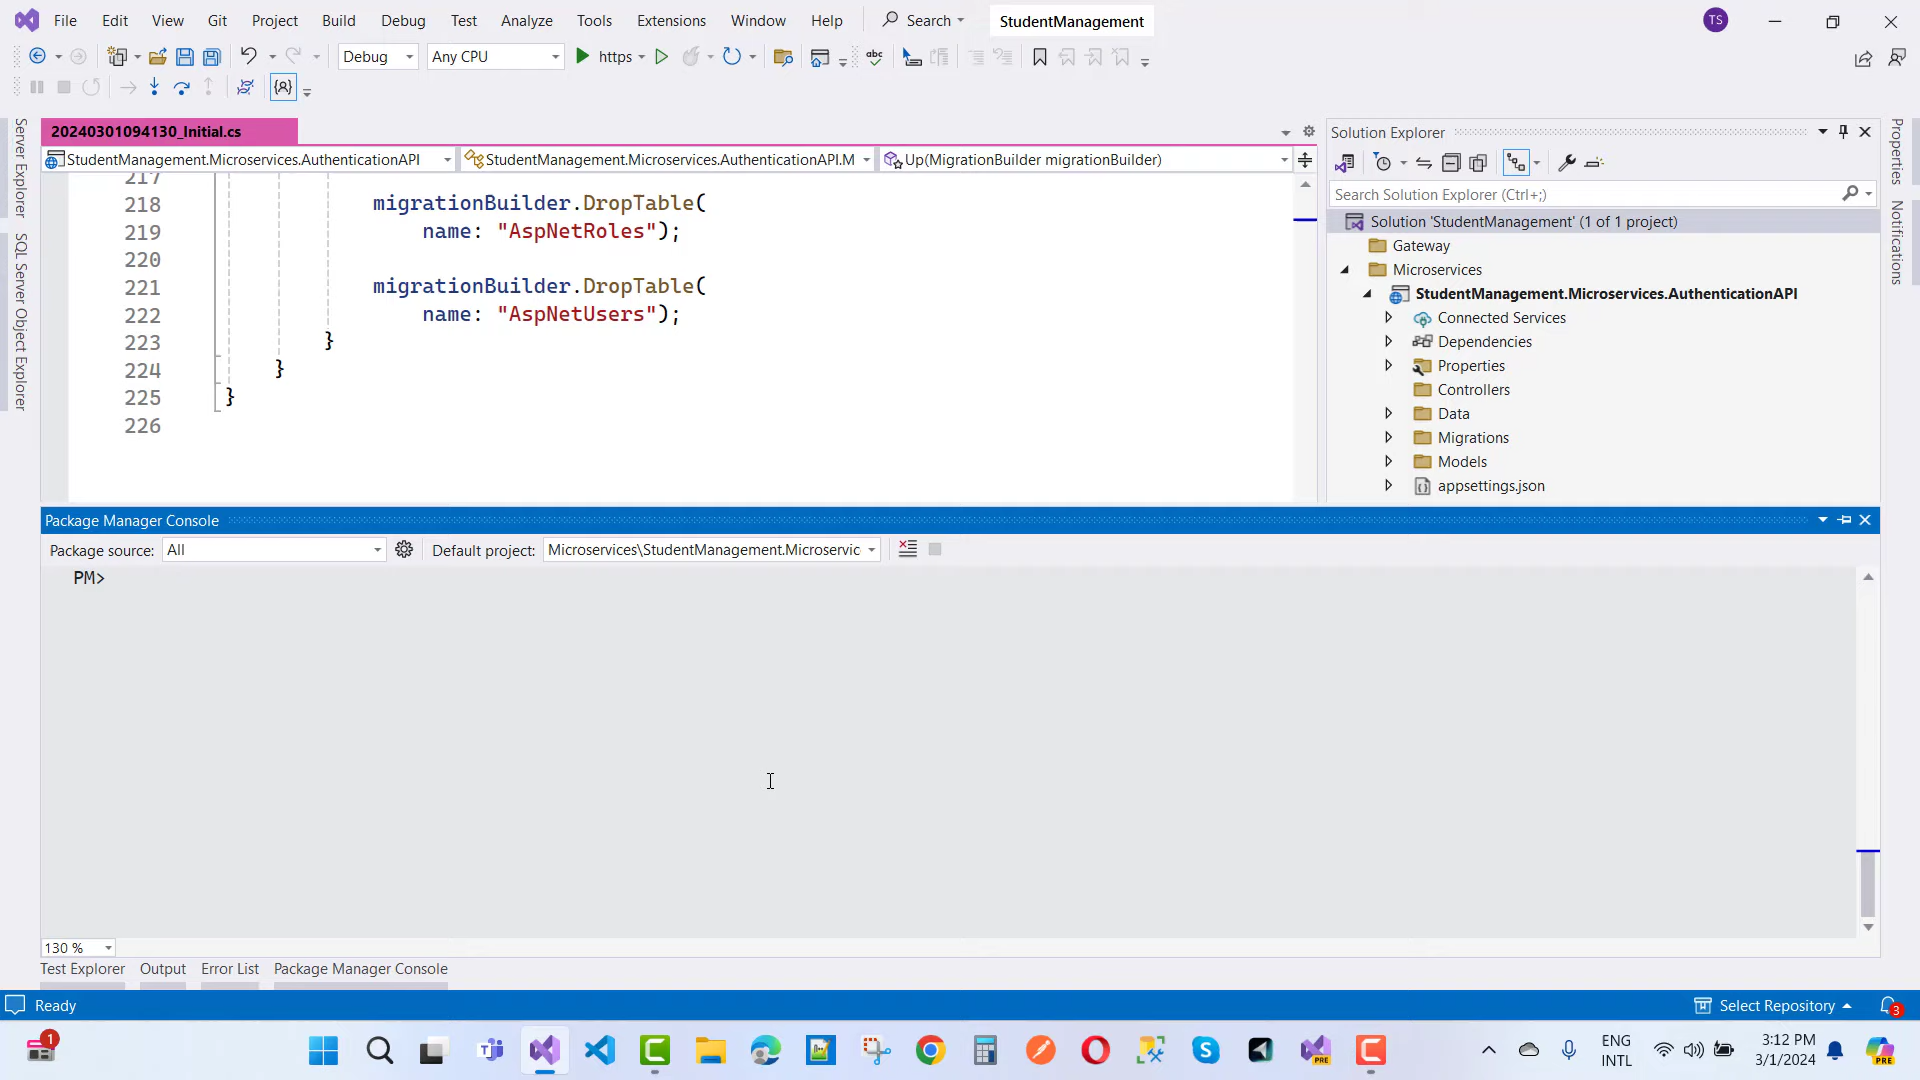 File Edit View Git Project Build Debug Test Analyze Tools Extensions Window Help Search StudentManagement TS
Debug Any CPU https abc
20240301094130_Initial.cs
StudentManagement.Microservices.AuthenticationAPI StudentManagement.Microservices.AuthenticationAPI.M Up(MigrationBuilder migrationBuilder)
217
218 migrationBuilder.DropTable(
219 name: "AspNetRoles");
220
221 migrationBuilder.DropTable(
222 name: "AspNetUsers");
223 }
224 }
225 }
226
Server Explorer
SQL Server Object Explorer
Solution Explorer
Search Solution Explorer (Ctrl+;)
Solution 'StudentManagement' (1 of 1 project)
Gateway
Microservices
StudentManagement.Microservices.AuthenticationAPI
Connected Services
Dependencies
Properties
Controllers
Data
Migrations
Models
appsettings.json
Properties
Notifications
Package Manager Console
Package source: All Default project: Microservices\StudentManagement.Microservic
PM>
130 %
Test Explorer Output Error List Package Manager Console
Ready Select Repository 3
1 ENG
INTL
3:12 PM
3/1/2024
PRE
PRE